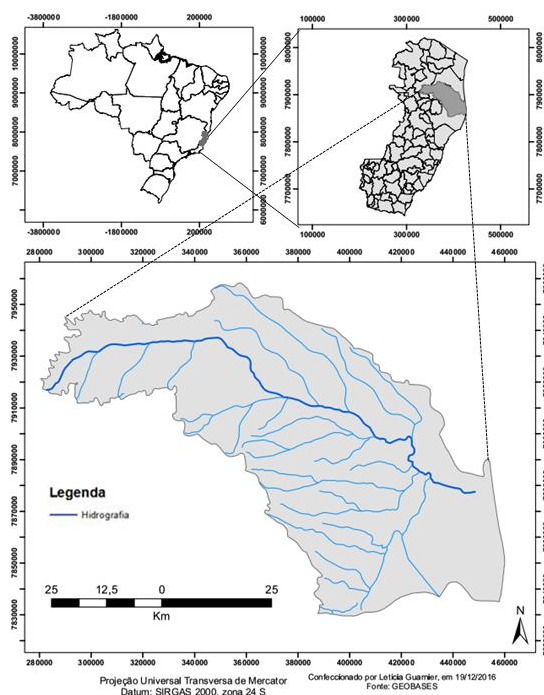 -3800000 -1800000 200000
10000000
9000000
8000000
7000000
6000000
-3800000 -1800000 200000
100000 300000 500000
8000000
7900000
7800000
7700000
100000 300000 500000
280000 300000 320000 340000 360000 380000 400000 420000 440000 460000
7950000
7930000
7910000
7890000
7870000
7850000
7830000
Legenda
Hidrografia
25 12,5 0 25
Km
N
280000 300000 320000 340000 360000 380000 400000 420000 440000 460000
Projeção Universal Transversa de Mercator
Datum: SIRGAS 2000, zona 24 S
Confeccionado por Letícia Guarnier, em 19/12/2016
Fonte: GEOBASES